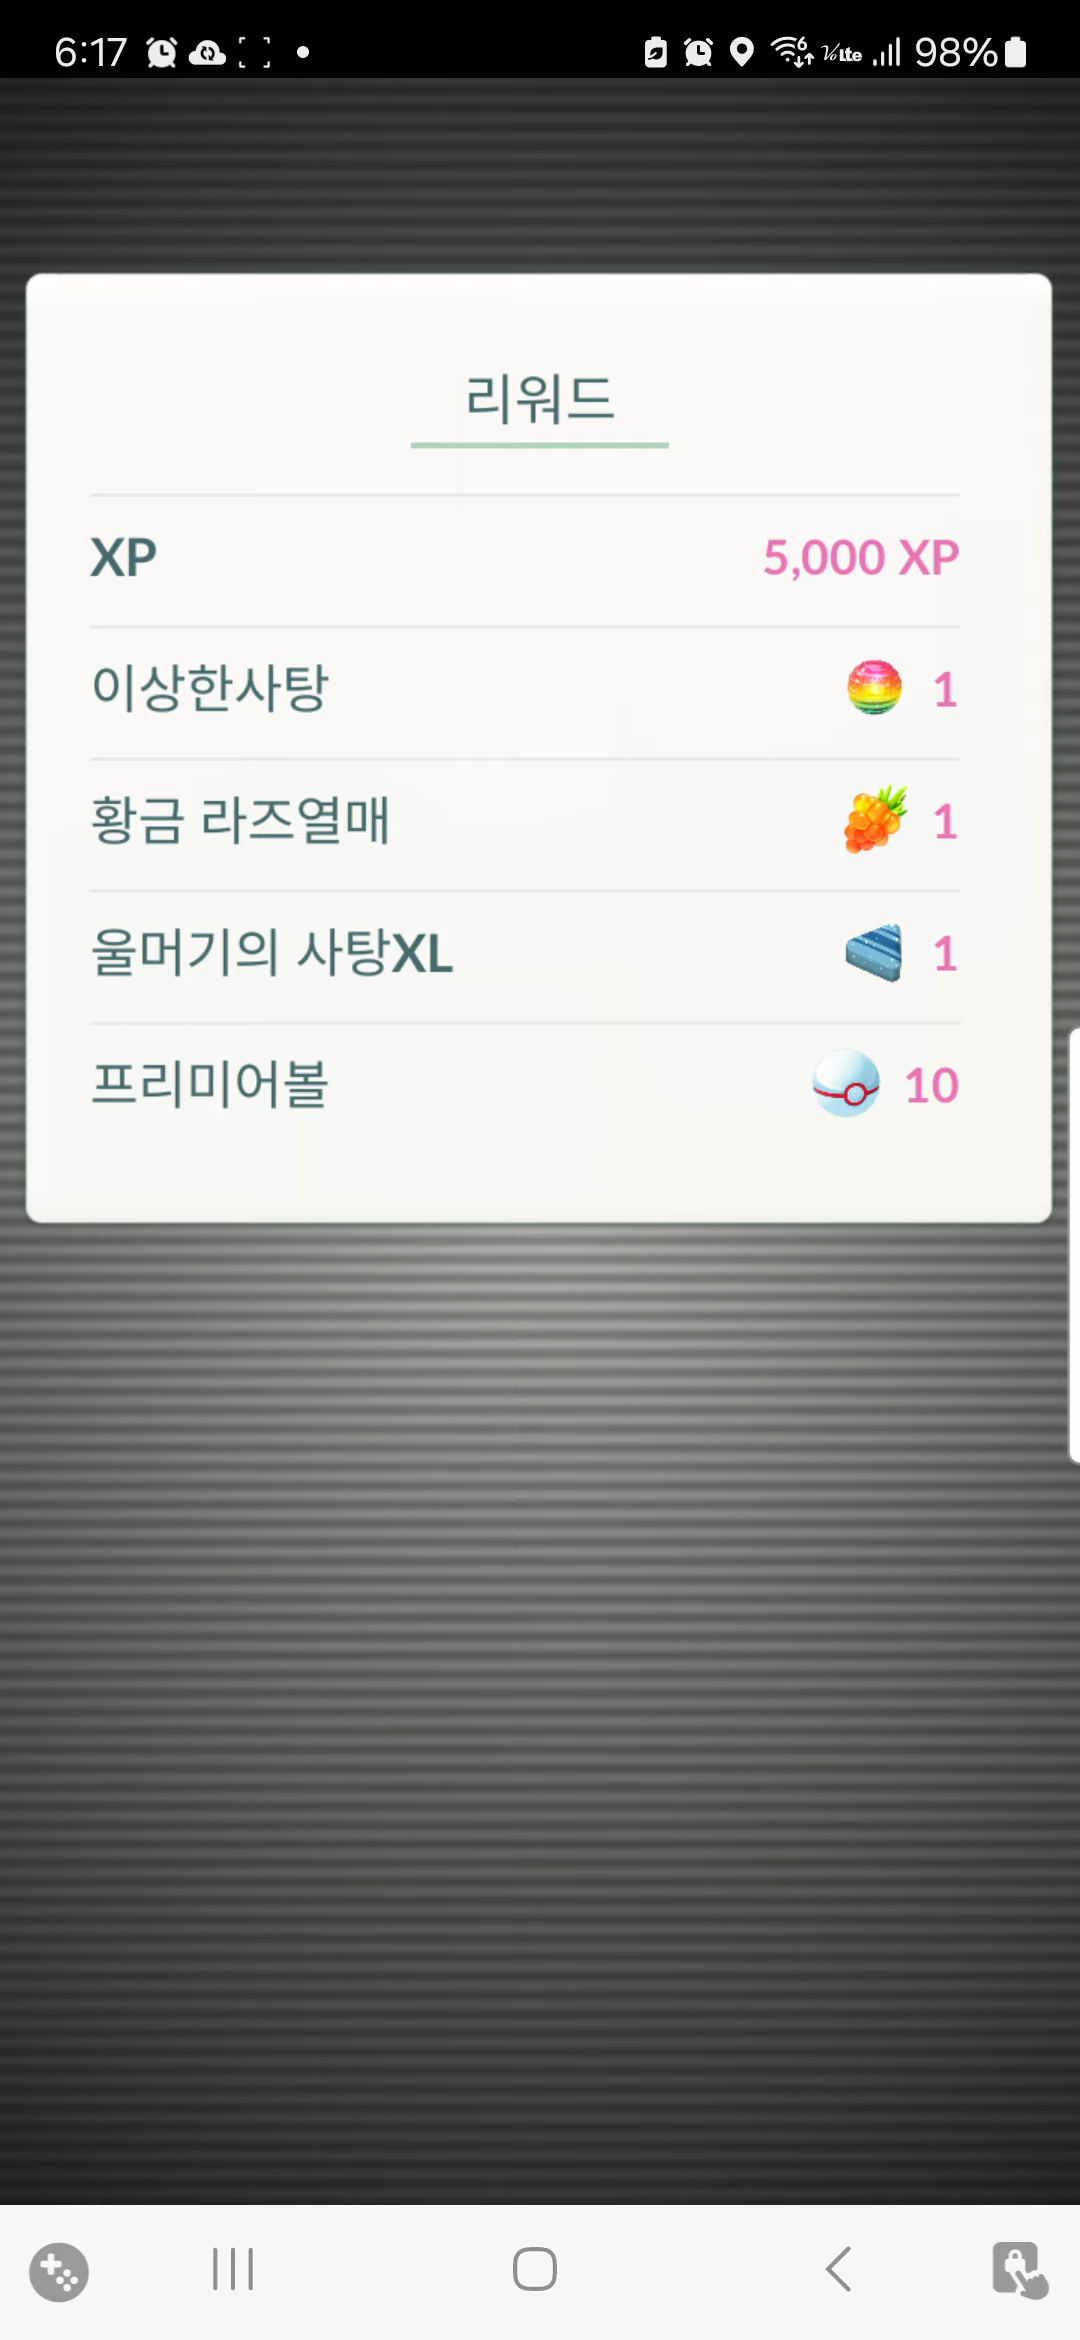 6:17
6 VoLTE 98%
리워드
XP 5,000 XP
이상한사탕 1
황금 라즈열매 1
울머기의 사탕XL 1
프리미어볼 10